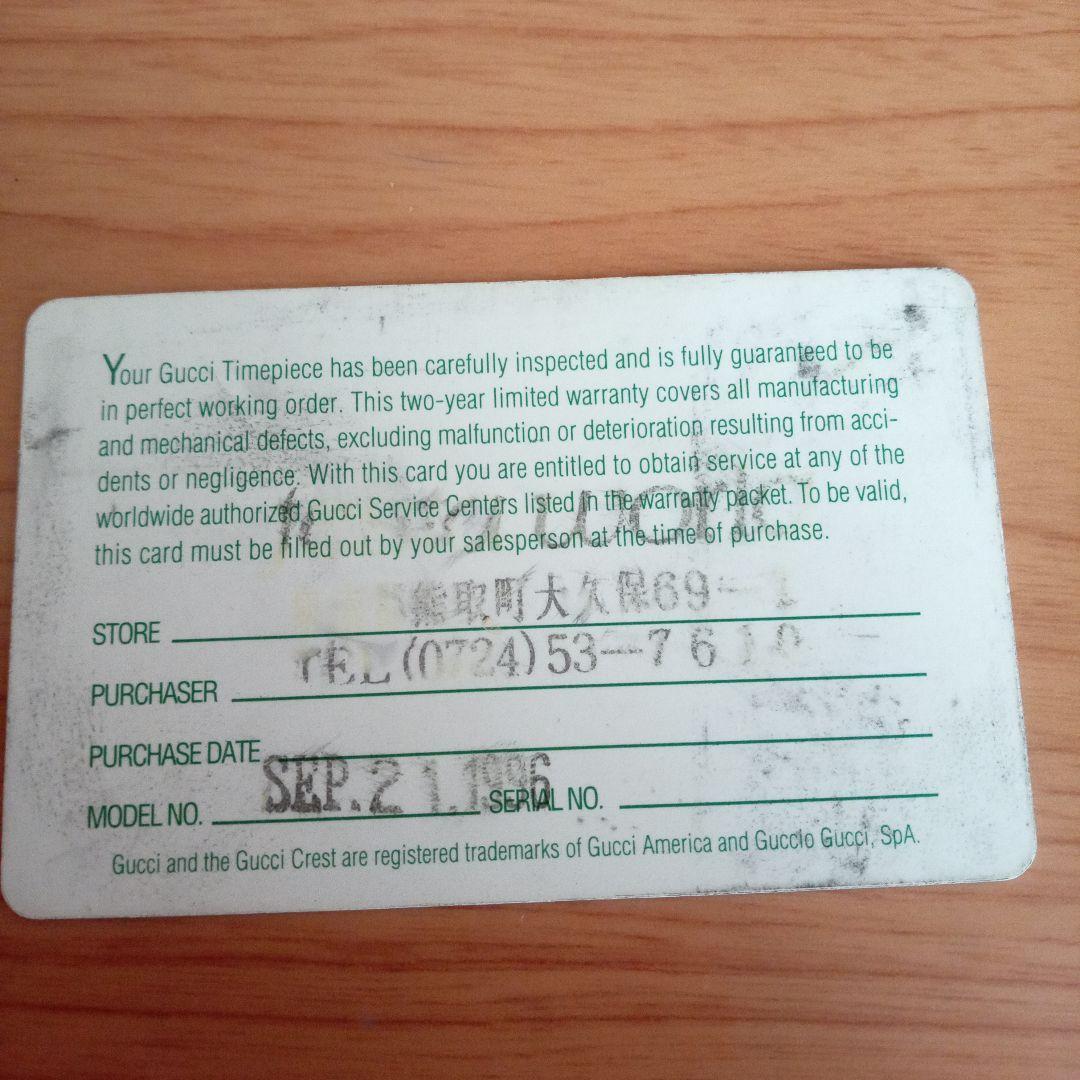 Your Gucci Timepiece has been carefully inspected and is fully guaranteed to be
in perfect working order. This two-year limited warranty covers all manufacturing
and mechanical defects, excluding malfunction or deterioration resulting from acci-
dents or negligence. With this card you are entitled to obtain service at any of the
worldwide authorized Gucci Service Centers listed in the warranty packet. To be valid,
this card must be filled out by your salesperson at the time of purchase.
熊取町大久保69-1
STORE
TEL(0724)53-761
PURCHASER
PURCHASE DATE
SEP.21.1996
MODEL NO. SERIAL NO.
Gucci and the Gucci Crest are registered trademarks of Gucci America and Guccio Gucci, SpA.